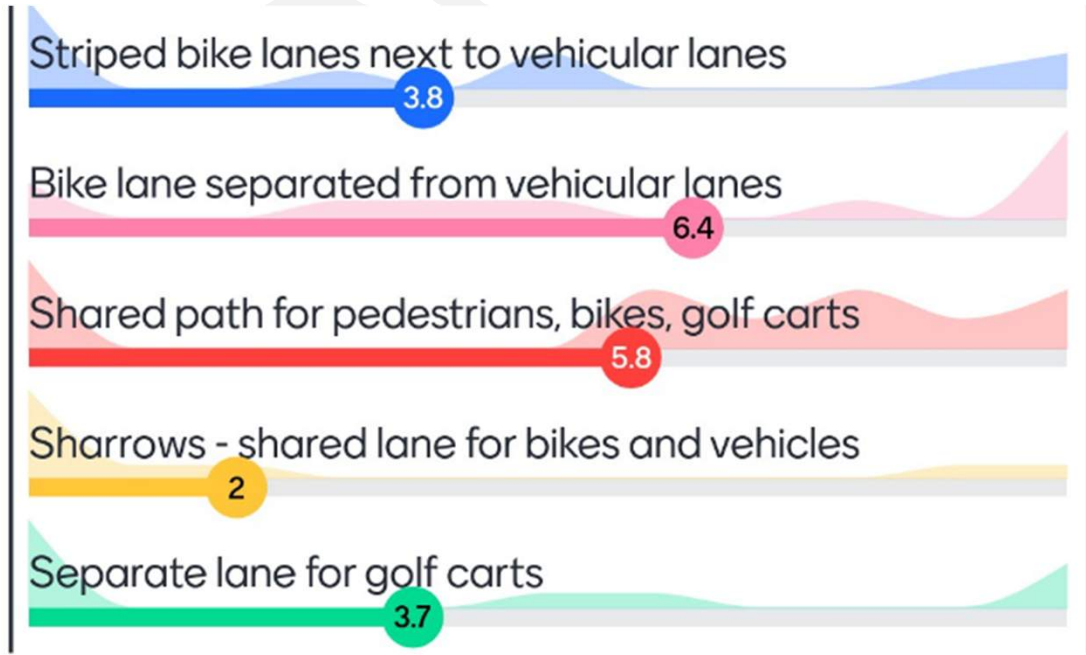 Striped bike lanes next to vehicular lanes
3.8
Bike lane separated from vehicular lanes
6.4
Shared path for pedestrians, bikes, golf carts
5.8
Sharrows - shared lane for bikes and vehicles
2
Separate lane for golf carts
3.7